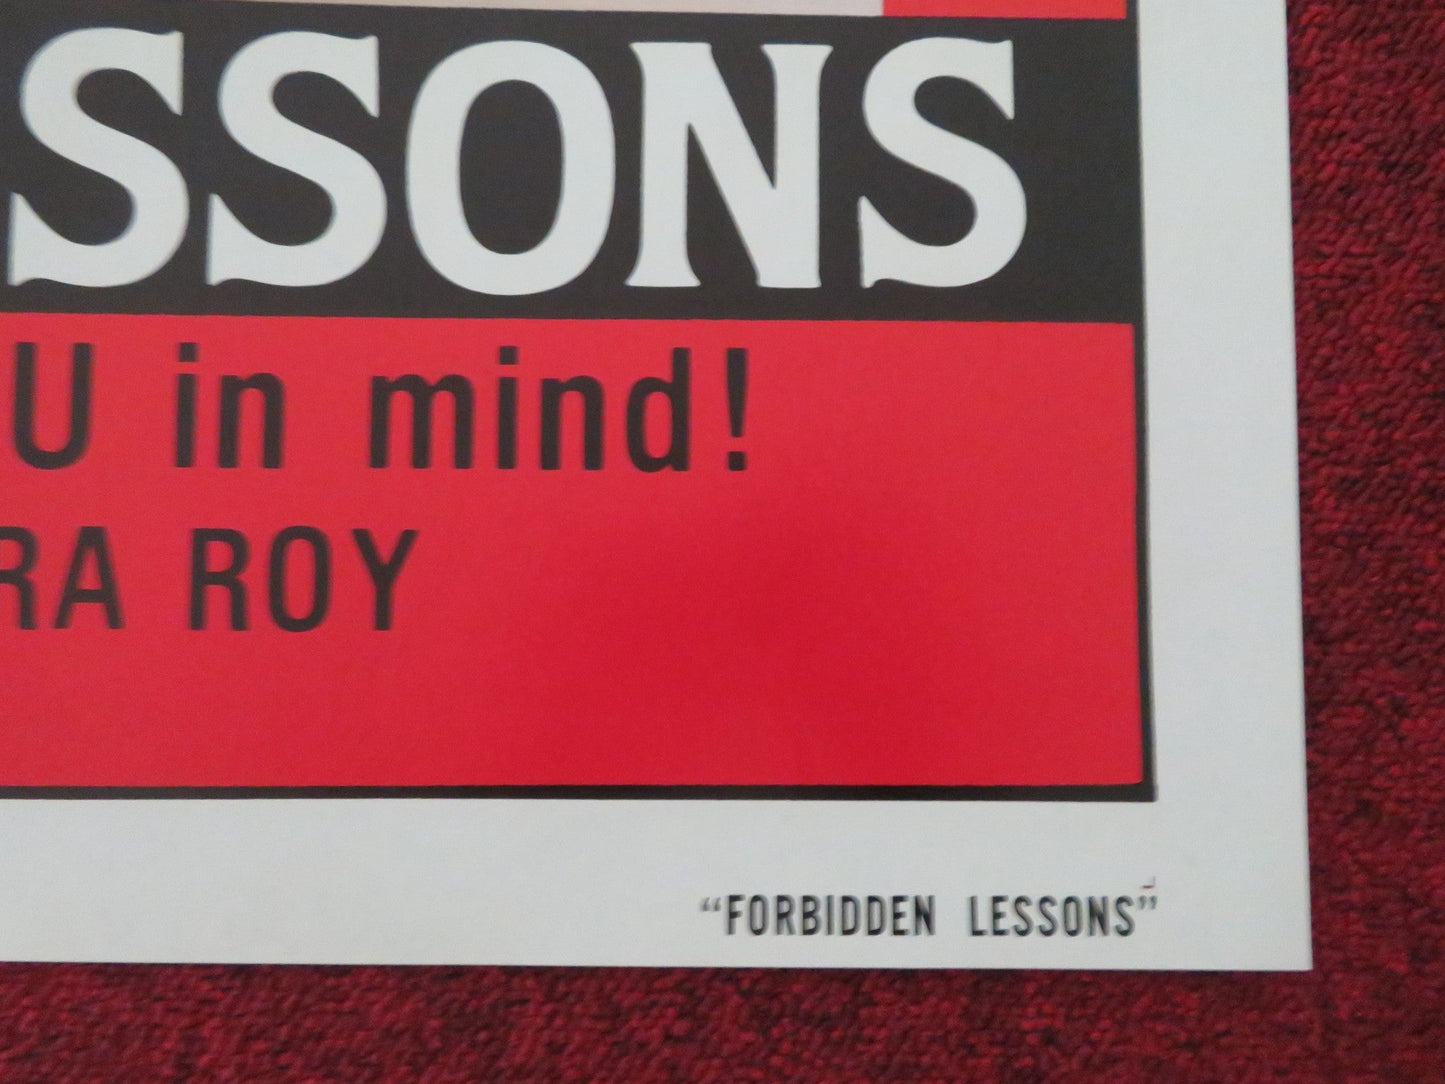 SSONS
U in mind!
RA ROY
“FORBIDDEN LESSONS”